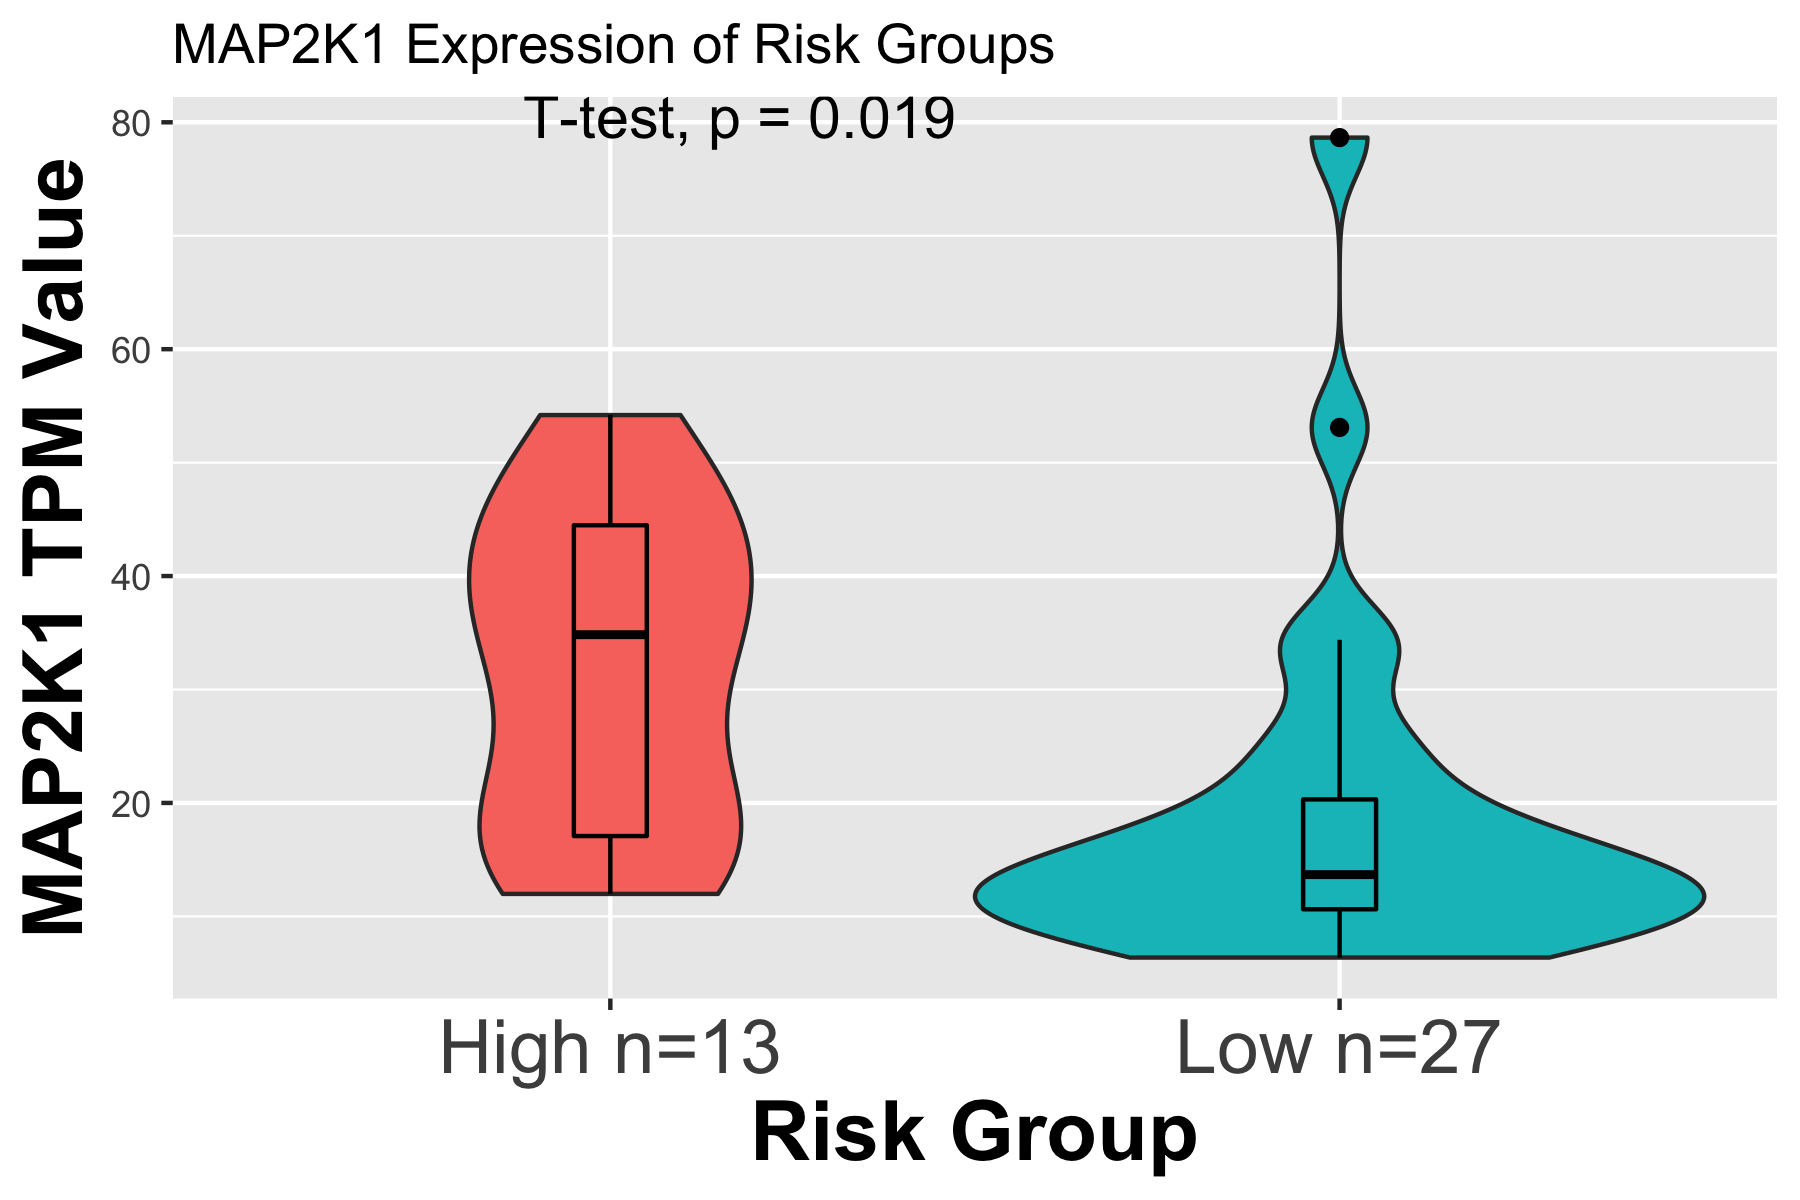 MAP2K1 Expression of Risk Groups
T-test, p = 0.019
MAP2K1 TPM Value
80
60
40
20
High n=13
Low n=27
Risk Group